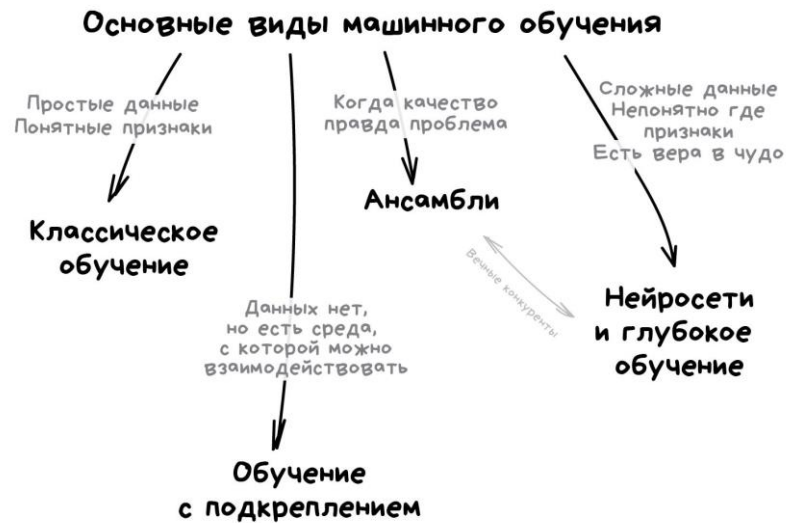 Основные виды машинного обучения
Простые данные
Понятные признаки
Классическое
обучение
Данных нет,
но есть среда,
с которой можно
взаимодействовать
Обучение
с подкреплением
Когда качество
правда проблема
Ансамбли
Вечные конкуренты
Сложные данные
Непонятно где
признаки
Есть вера в чудо
Нейросети
и глубокое
обучение